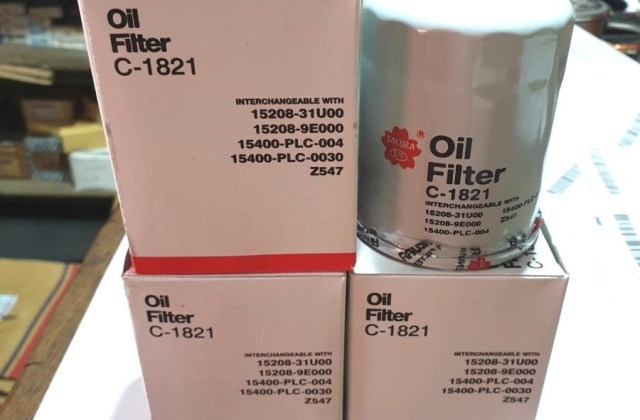 Oil
Filter
C-1821
INTERCHANGEABLE WITH
15208-31U00
15208-9E000
15400-PLC-004
15400-PLC-0030
Z547
SAKURA
®
Oil
Filter
C-1821
INTERCHANGEABLE WITH
15208-31U00
15208-9E000 Z547
15400-PLC-004
Oil
Filter
C-1821
INTERCHANGEABLE WITH
15208-31U00
15208-9E000
15400-PLC-004
15400-PLC-0030
Z547
Oil
Filter
C-1821
INTERCHANGEABLE WITH
15208-31U00
15208-9E000
15400-PLC-004
15400-PLC-0030
Z547